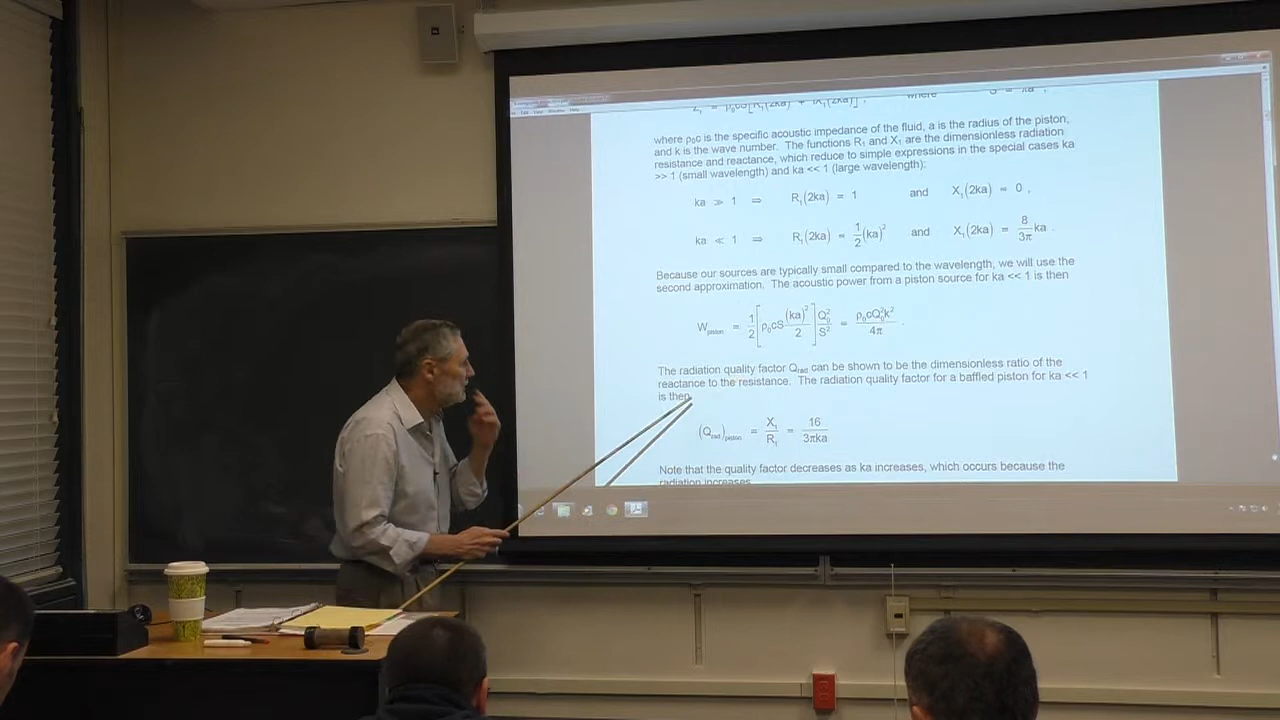 where
where ρ₀c is the specific acoustic impedance of the fluid, a is the radius of the piston,
and k is the wave number. The functions R₁ and X₁ are the dimensionless radiation
resistance and reactance, which reduce to simple expressions in the special cases ka
>> 1 (small wavelength) and ka << 1 (large wavelength):
ka ≫ 1 ⇒ R₁(2ka) = 1 and X₁(2ka) = 0 ,
ka ≪ 1 ⇒ R₁(2ka) = 1/2 (ka)² and X₁(2ka) = 8/3π ka .
Because our sources are typically small compared to the wavelength, we will use the
second approximation. The acoustic power from a piston source for ka << 1 is then
W_piston = 1/2 [ρ₀cS (ka)²/2] Q₀²/S² = ρ₀cQ₀²k²/4π .
The radiation quality factor Q_rad can be shown to be the dimensionless ratio of the
reactance to the resistance. The radiation quality factor for a baffled piston for ka << 1
is then
(Q_rad)_piston = X₁/R₁ = 16/3πka
Note that the quality factor decreases as ka increases, which occurs because the
radiation increases